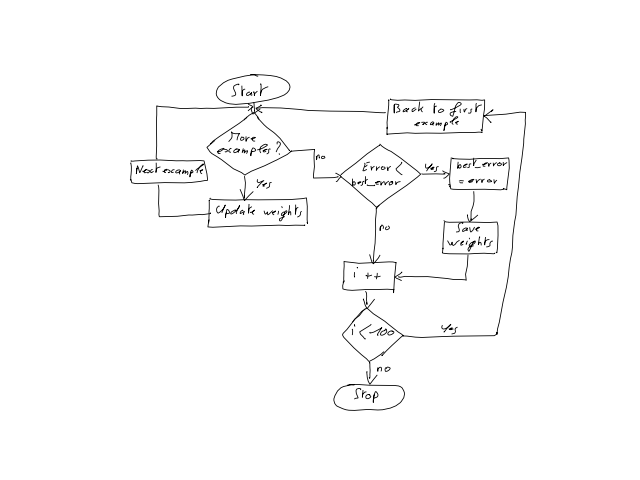 Start
Back to first
example
More
examples?
no
Error <
best_error
Yes
best_error
= error
Next example
Yes
Update weights
no
Save
weights
i ++
i < 100
Yes
no
Stop